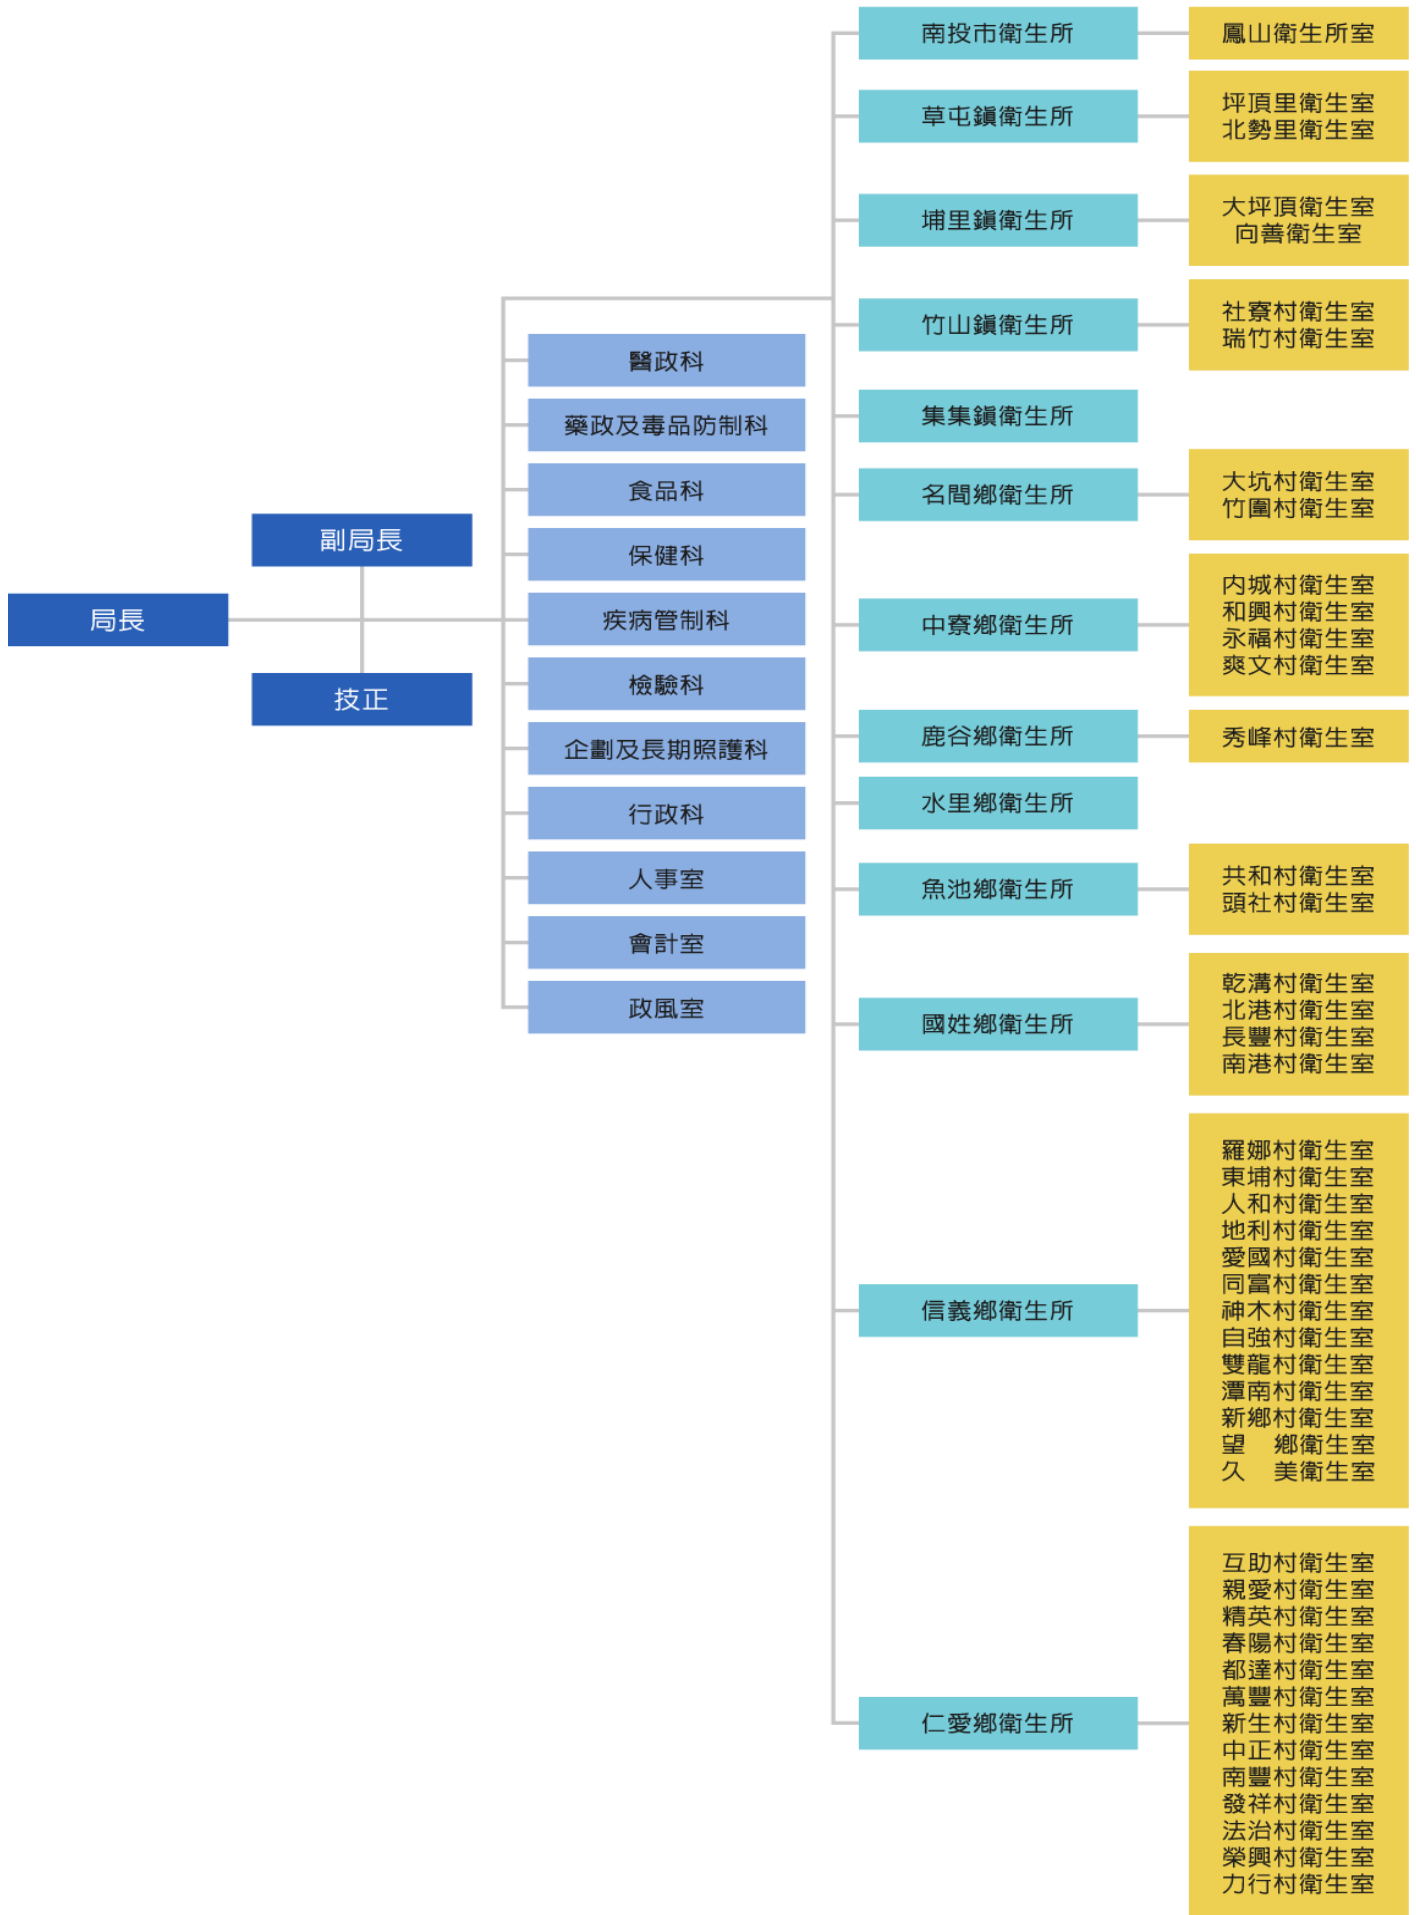 局長
副局長
技正
醫政科
藥政及毒品防制科
食品科
保健科
疾病管制科
檢驗科
企劃及長期照護科
行政科
人事室
會計室
政風室
南投市衛生所
鳳山衛生所室
草屯鎮衛生所
坪頂里衛生室
北勢里衛生室
埔里鎮衛生所
大坪頂衛生室
向善衛生室
竹山鎮衛生所
社寮村衛生室
瑞竹村衛生室
集集鎮衛生所
名間鄉衛生所
大坑村衛生室
竹圍村衛生室
中寮鄉衛生所
內城村衛生室
和興村衛生室
永福村衛生室
爽文村衛生室
鹿谷鄉衛生所
秀峰村衛生室
水里鄉衛生所
魚池鄉衛生所
共和村衛生室
頭社村衛生室
國姓鄉衛生所
乾溝村衛生室
北港村衛生室
長豐村衛生室
南港村衛生室
信義鄉衛生所
羅娜村衛生室
東埔村衛生室
人和村衛生室
地利村衛生室
愛國村衛生室
同富村衛生室
神木村衛生室
自強村衛生室
雙龍村衛生室
潭南村衛生室
新鄉村衛生室
望　鄉衛生室
久　美衛生室
仁愛鄉衛生所
互助村衛生室
親愛村衛生室
精英村衛生室
春陽村衛生室
都達村衛生室
萬豐村衛生室
新生村衛生室
中正村衛生室
南豐村衛生室
發祥村衛生室
法治村衛生室
榮興村衛生室
力行村衛生室